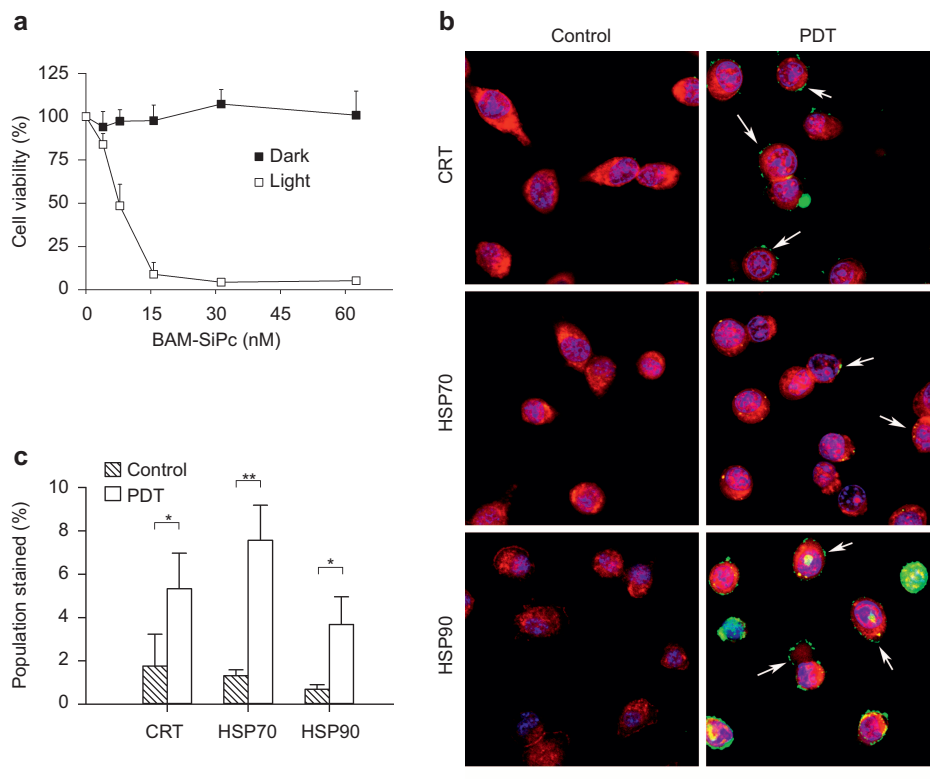 a
125
100
75
50
25
0
Cell viability (%)
Dark
Light
0 15 30 45 60
BAM-SiPc (nM)
b
Control PDT
CRT
HSP70
HSP90
c
Control
PDT
10
8
6
4
2
0
Population stained (%)
* ** *
CRT HSP70 HSP90